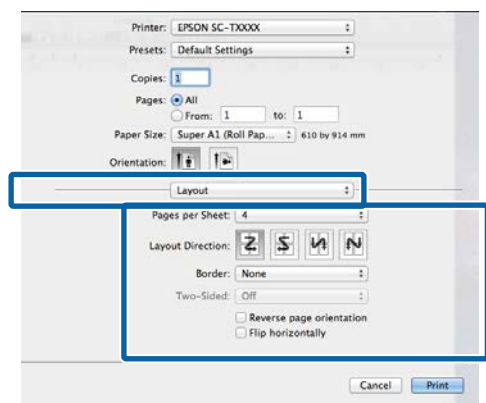 Printer: EPSON SC-TXXXX
Presets: Default Settings
Copies: 1
Pages: All
From: 1 to: 1
Paper Size: Super A1 (Roll Pap... 610 by 914 mm
Orientation:
Layout
Pages per Sheet: 4
Layout Direction:
Border: None
Two-Sided: Off
Reverse page orientation
Flip horizontally
Cancel Print